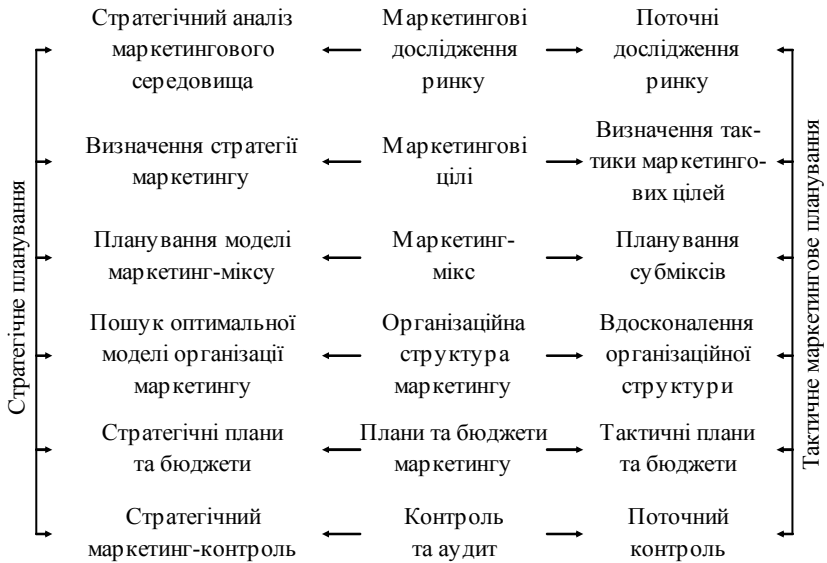 Стратегічне планування
Стратегічний аналіз
маркетингового
середовища
Маркетингові
дослідження
ринку
Поточні
дослідження
ринку
Визначення стратегії
маркетингу
Маркетингові
цілі
Визначення так-
тики маркетинго-
вих цілей
Планування моделі
маркетинг-міксу
Маркетинг-
мікс
Планування
субміксів
Пошук оптимальної
моделі організації
маркетингу
Організаційна
структура
маркетингу
Вдосконалення
організаційної
структури
Стратегічні плани
та бюджети
Плани та бюджети
маркетингу
Тактичні плани
та бюджети
Стратегічний
маркетинг-контроль
Контроль
та аудит
Поточний
контроль
Тактичне маркетингове планування